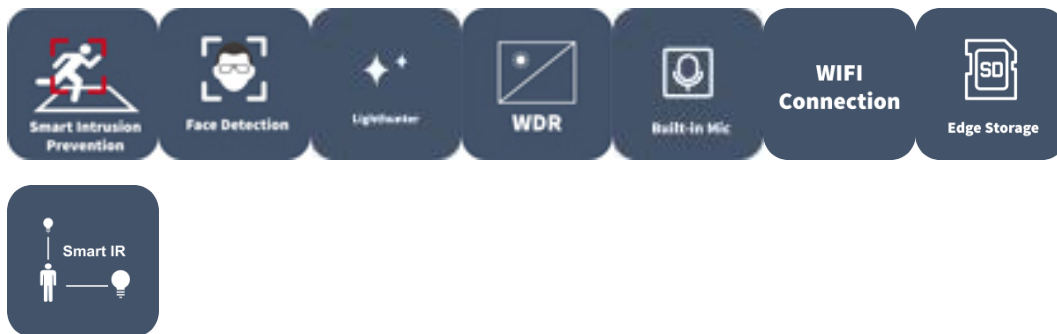 Smart Intrusion
Prevention
Face Detection
Lighthunter
WDR
Built-in Mic
WIFI
Connection
SD
Edge Storage
Smart IR